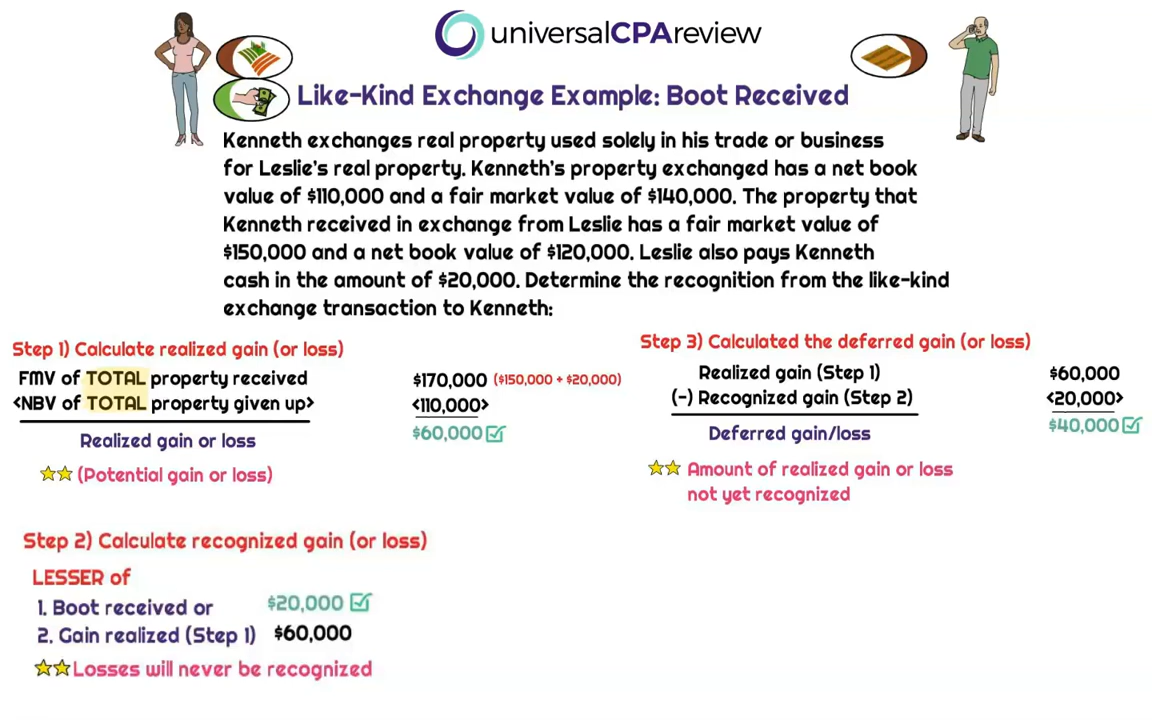 universalCPAreview
Like-Kind Exchange Example: Boot Received
Kenneth exchanges real property used solely in his trade or business
for Leslie's real property. Kenneth's property exchanged has a net book
value of $110,000 and a fair market value of $140,000. The property that
Kenneth received in exchange from Leslie has a fair market value of
$150,000 and a net book value of $120,000. Leslie also pays Kenneth
cash in the amount of $20,000. Determine the recognition from the like-kind
exchange transaction to Kenneth:
Step 1) Calculate realized gain (or loss)
FMV of TOTAL property received $170,000 ($150,000 + $20,000)
<NBV of TOTAL property given up> <110,000>
Realized gain or loss $60,000
(Potential gain or loss)
Step 2) Calculate recognized gain (or loss)
LESSER of
1. Boot received or $20,000
2. Gain realized (Step 1) $60,000
Losses will never be recognized
Step 3) Calculated the deferred gain (or loss)
Realized gain (Step 1) $60,000
(-) Recognized gain (Step 2) <20,000>
Deferred gain/loss $40,000
Amount of realized gain or loss
not yet recognized